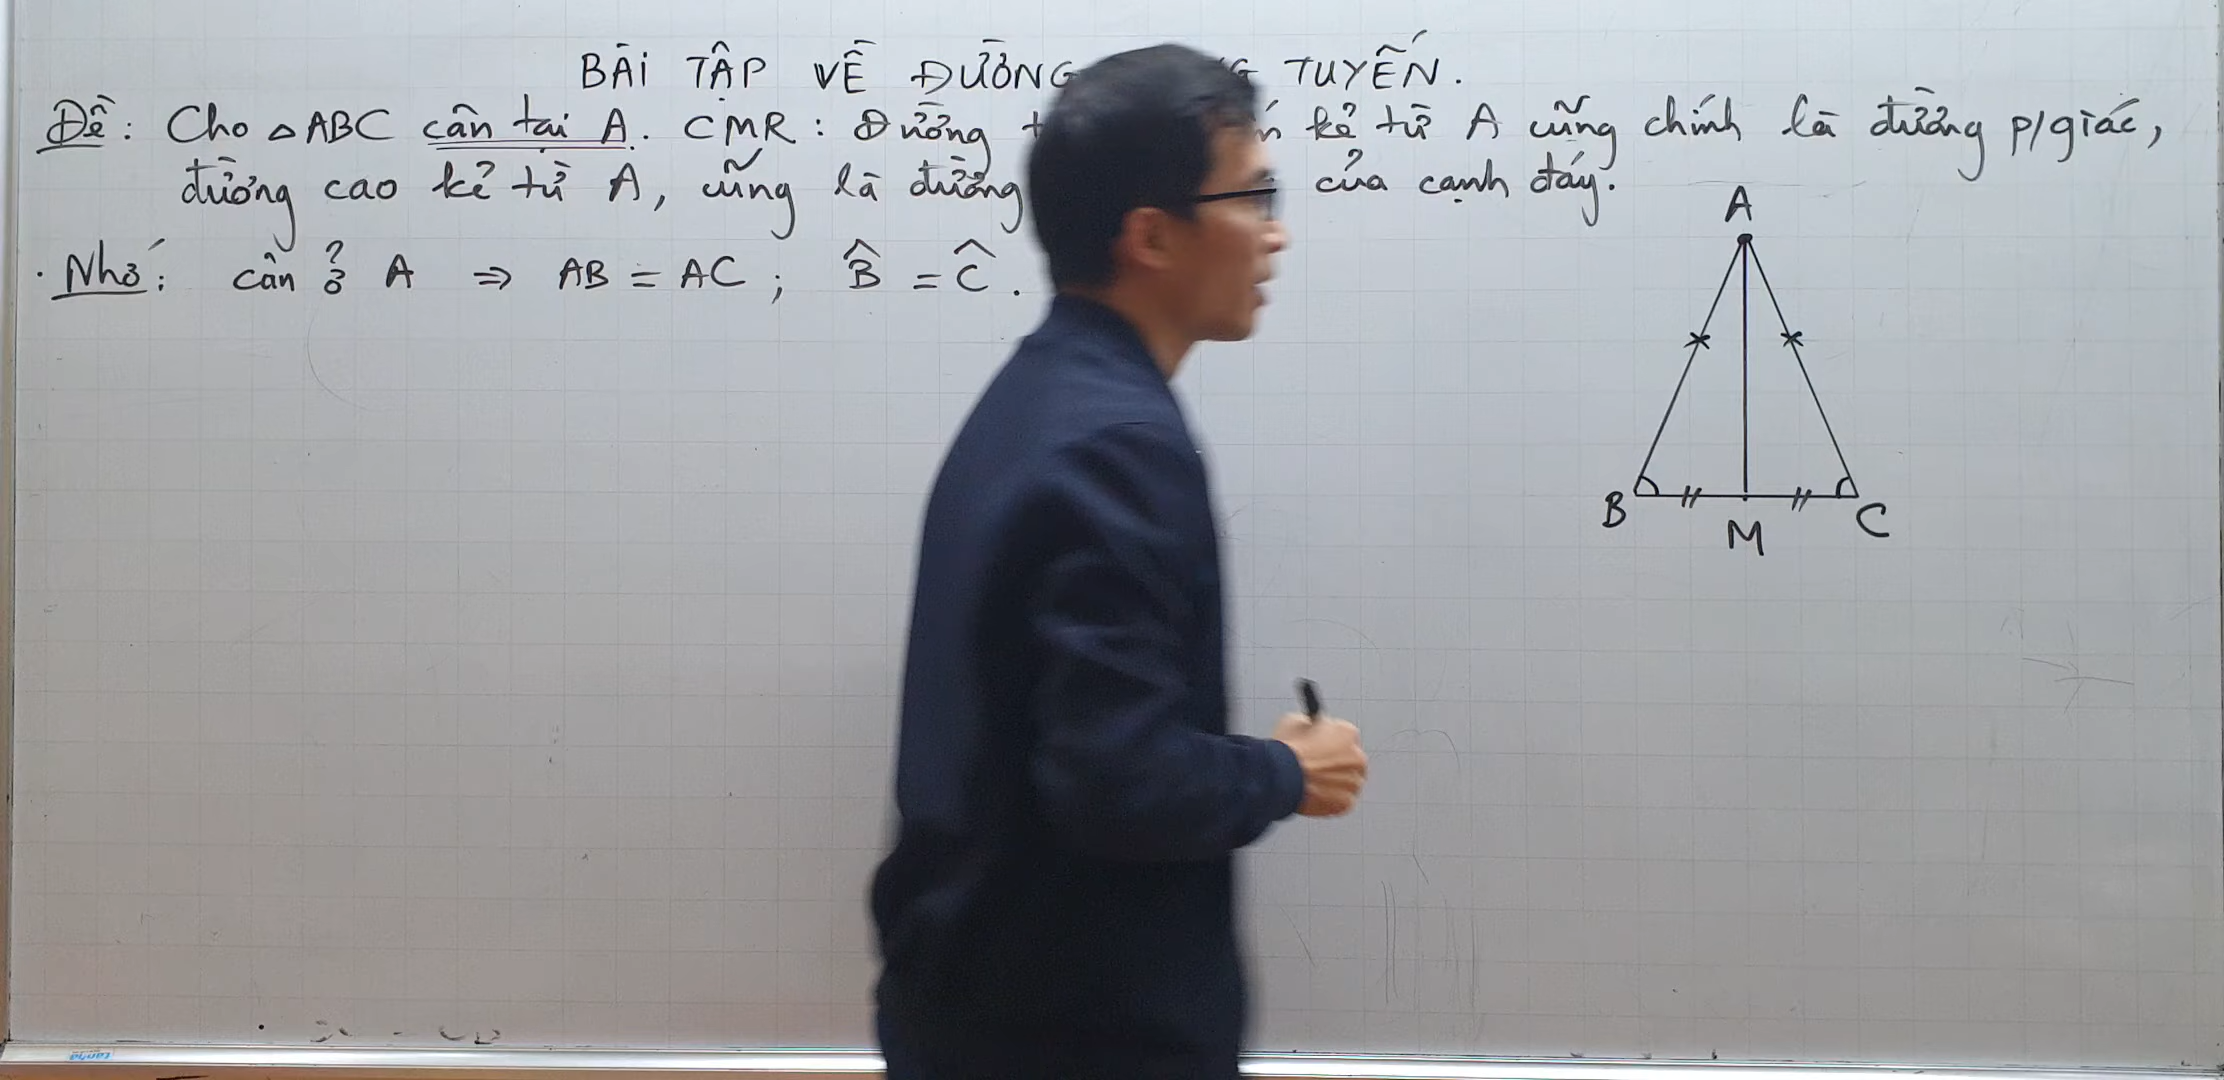 BÀI TẬP VỀ ĐƯỜNG G TUYẾN.
Đề: Cho △ABC cân tại A. CMR: Đường t n kẻ từ A cũng chính là đường p/giác,
đường cao kẻ từ A, cũng là đường của cạnh đáy.
· Nhớ: cân ở A ⇒ AB = AC ; B̂ = Ĉ .
A
B
M
C